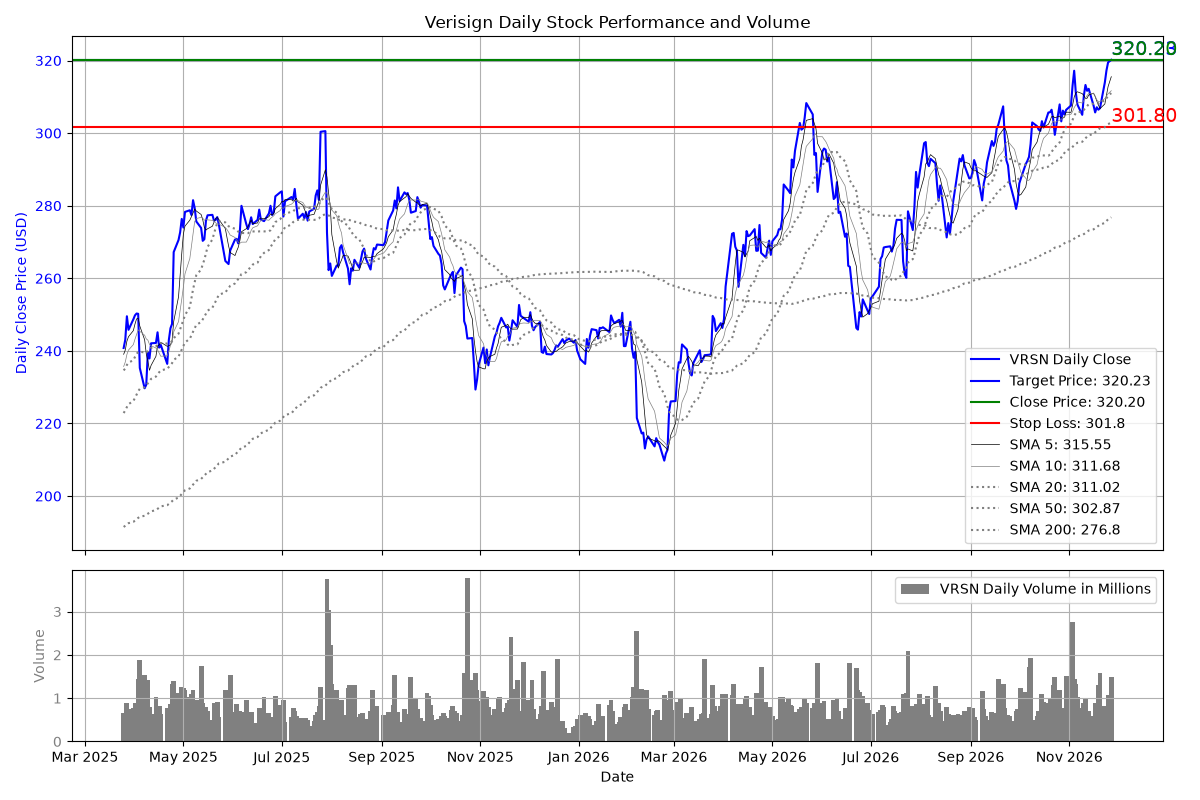 Verisign Daily Stock Performance and Volume
320.20
301.80
320
300
280
260
240
220
200
Daily Close Price (USD)
VRSN Daily Close
Target Price: 320.23
Close Price: 320.20
Stop Loss: 301.8
SMA 5: 315.55
SMA 10: 311.68
SMA 20: 311.02
SMA 50: 302.87
SMA 200: 276.8
VRSN Daily Volume in Millions
3
2
1
0
Volume
Mar 2025 May 2025 Jul 2025 Sep 2025 Nov 2025 Jan 2026 Mar 2026 May 2026 Jul 2026 Sep 2026 Nov 2026
Date